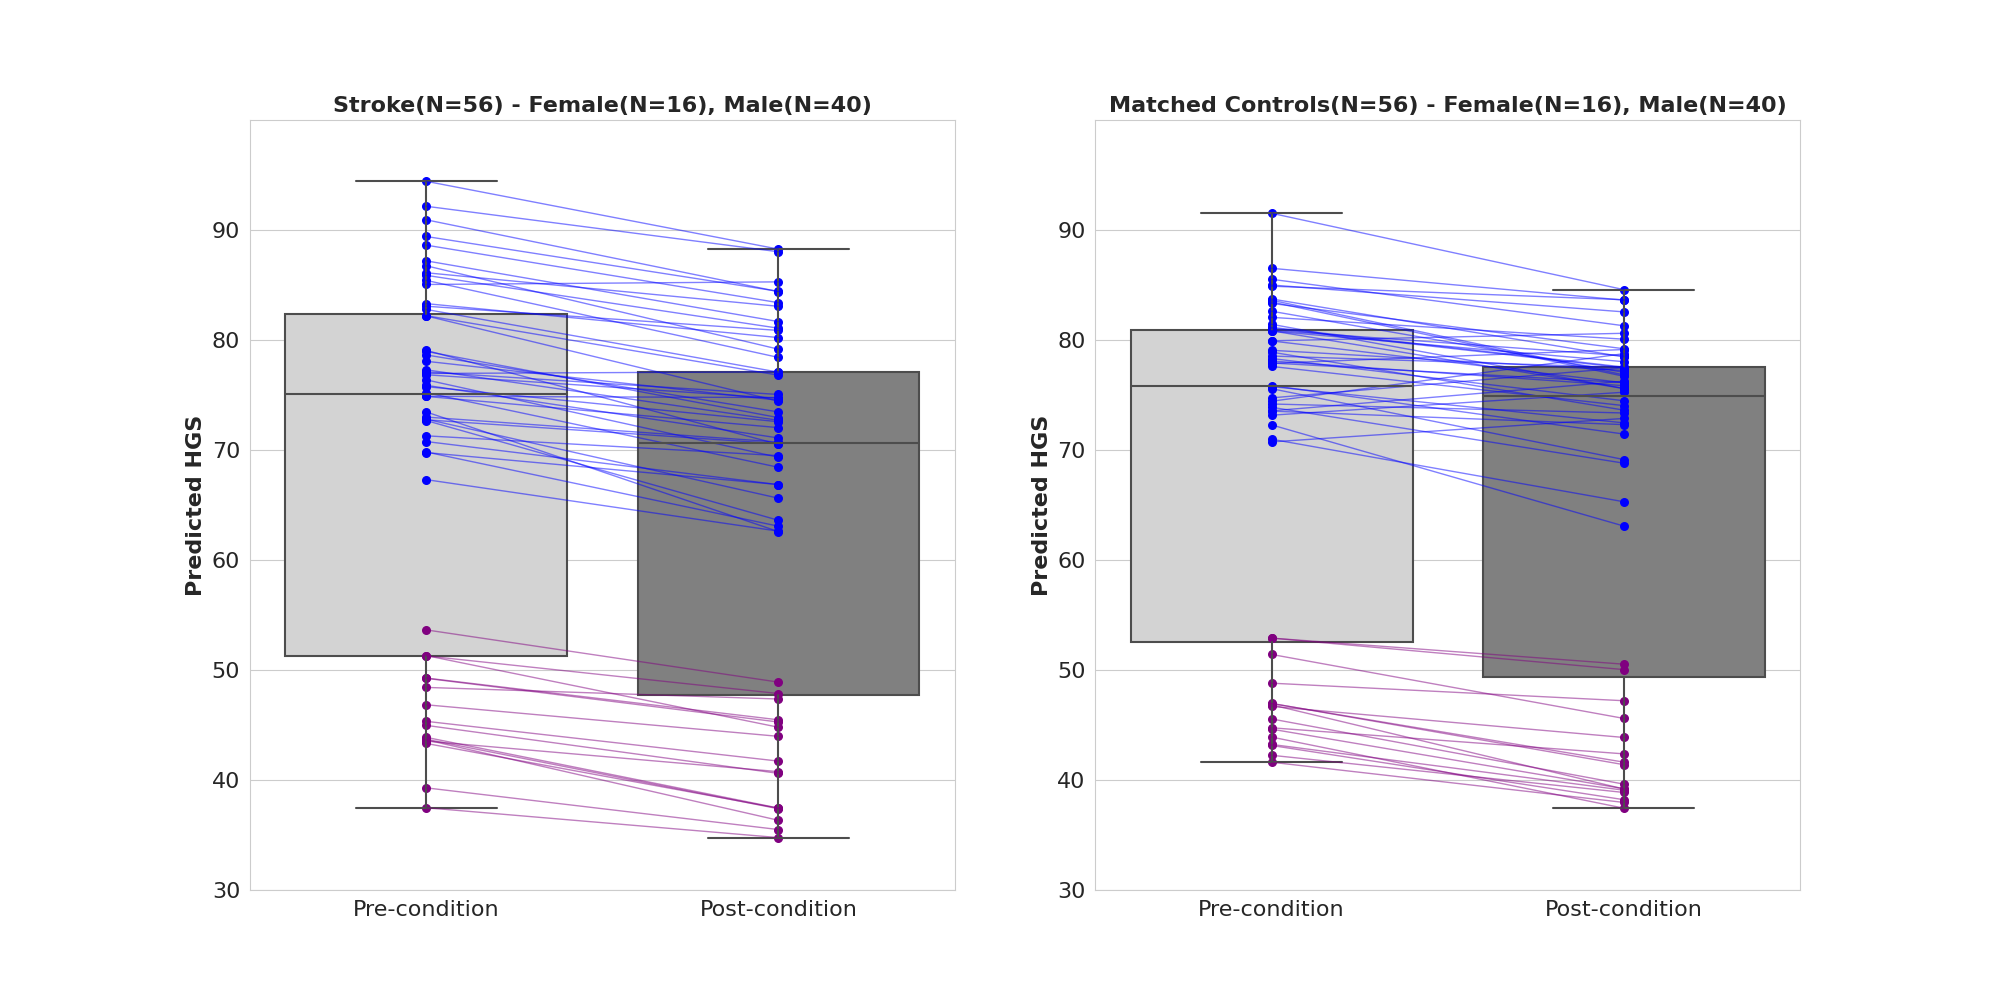 Stroke(N=56) - Female(N=16), Male(N=40)
Predicted HGS
90
80
70
60
50
40
30
Pre-condition
Post-condition
Matched Controls(N=56) - Female(N=16), Male(N=40)
Predicted HGS
90
80
70
60
50
40
30
Pre-condition
Post-condition